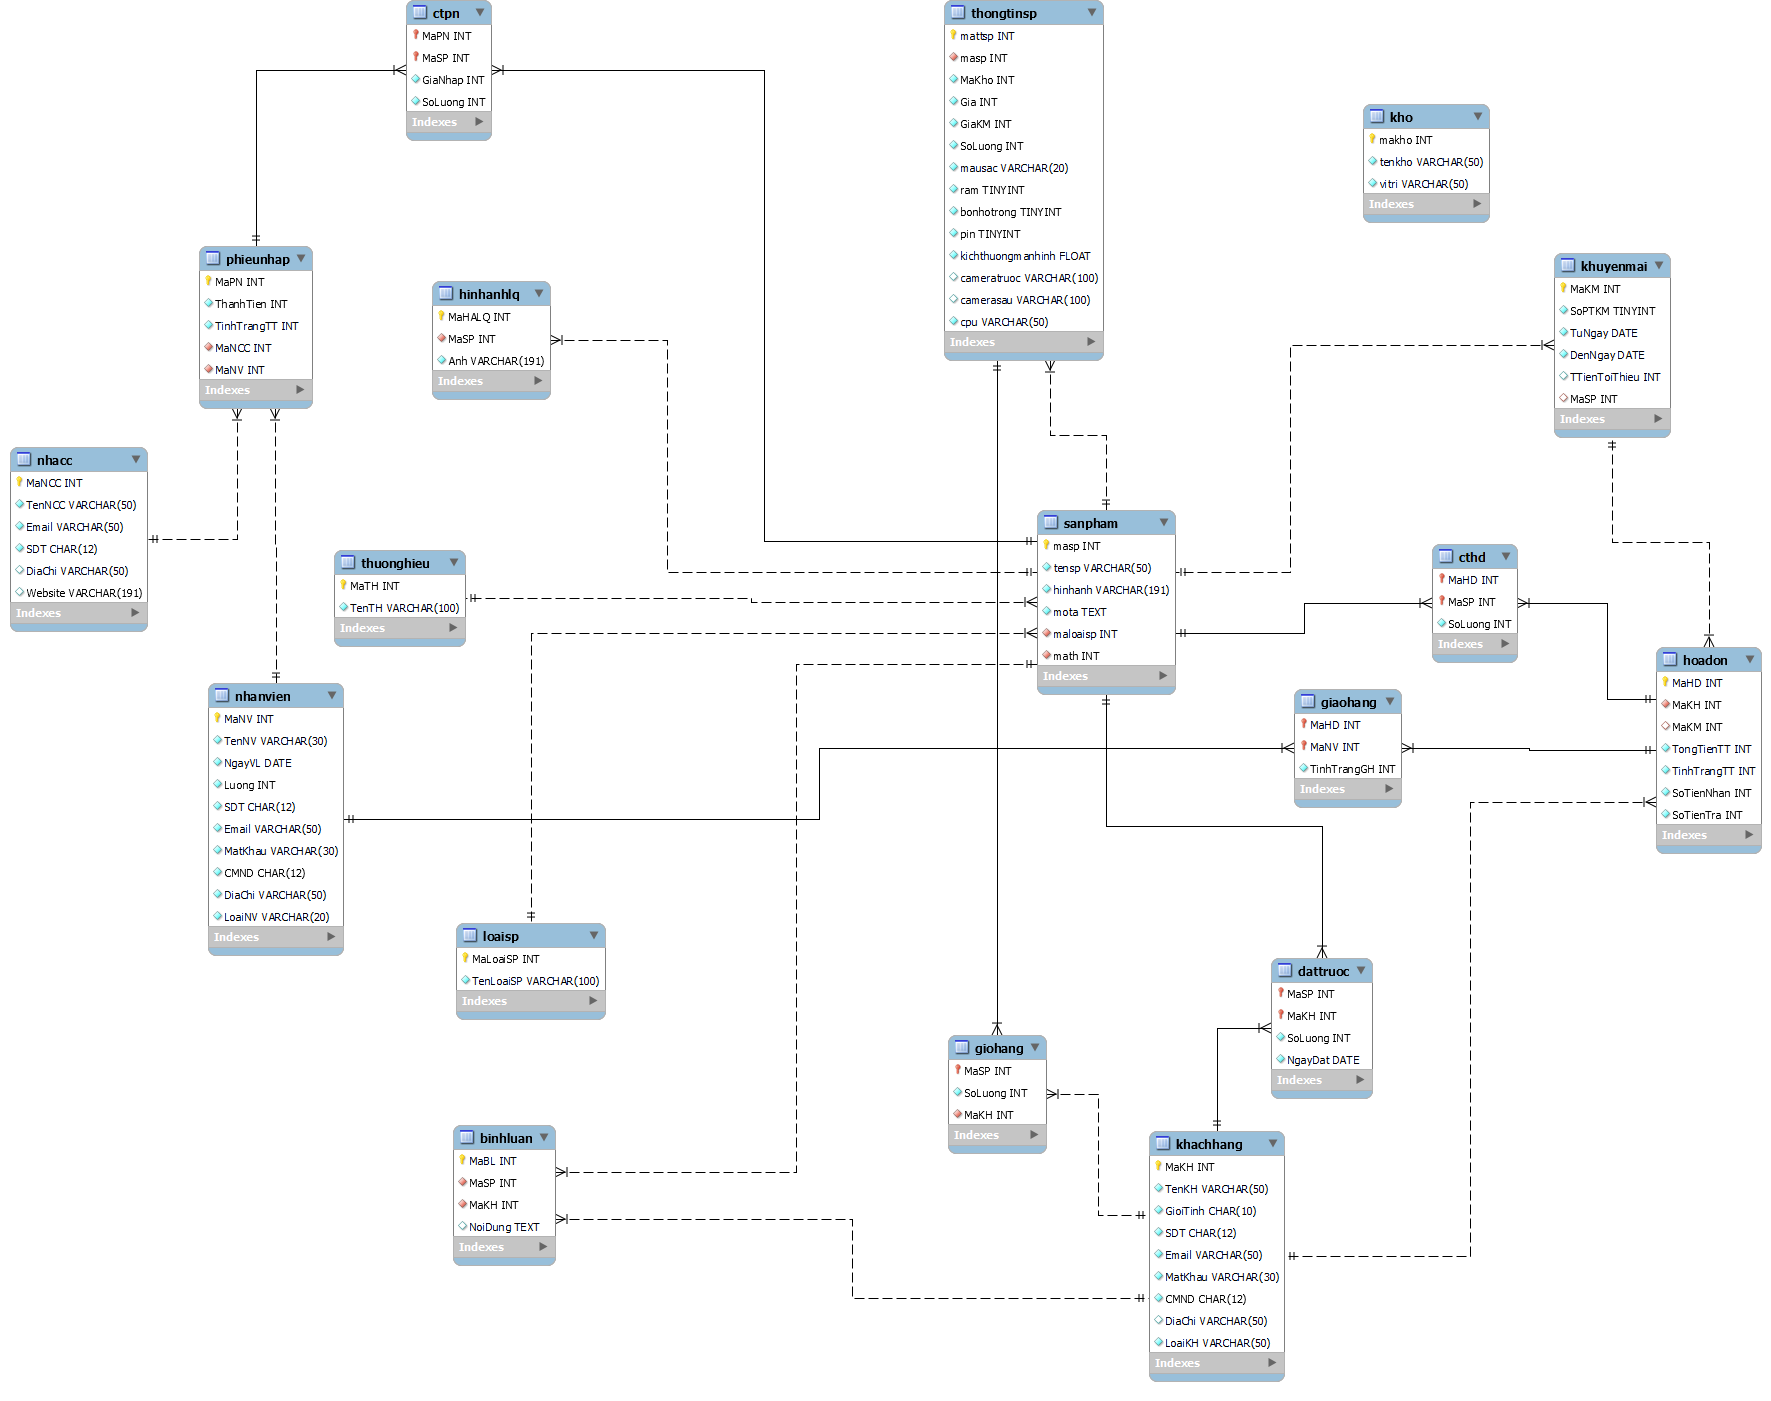 ctpn
MaPN INT
MaSP INT
GiaNhap INT
SoLuong INT
Indexes
thongtinsp
mattsp INT
masp INT
MaKho INT
Gia INT
GiaKM INT
SoLuong INT
mausac VARCHAR(20)
ram TINYINT
bonhotrong TINYINT
pin TINYINT
kichthuongmanhinh FLOAT
cameratruoc VARCHAR(100)
camerasau VARCHAR(100)
cpu VARCHAR(50)
Indexes
kho
makho INT
tenkho VARCHAR(50)
vitri VARCHAR(50)
Indexes
phieunhap
MaPN INT
ThanhTien INT
TinhTrangTT INT
MaNCC INT
MaNV INT
Indexes
hinhanhlq
MaHALQ INT
MaSP INT
Anh VARCHAR(191)
Indexes
khuyenmai
MaKM INT
SoPTKM TINYINT
TuNgay DATE
DenNgay DATE
TTienToiThieu INT
MaSP INT
Indexes
nhacc
MaNCC INT
TenNCC VARCHAR(50)
Email VARCHAR(50)
SDT CHAR(12)
DiaChi VARCHAR(50)
Website VARCHAR(191)
Indexes
thuonghieu
MaTH INT
TenTH VARCHAR(100)
Indexes
sanpham
masp INT
tensp VARCHAR(50)
hinhanh VARCHAR(191)
mota TEXT
maloaisp INT
math INT
Indexes
cthd
MaHD INT
MaSP INT
SoLuong INT
Indexes
hoadon
MaHD INT
MaKH INT
MaKM INT
TongTienTT INT
TinhTrangTT INT
SoTienNhan INT
SoTienTra INT
Indexes
nhanvien
MaNV INT
TenNV VARCHAR(30)
NgayVL DATE
Luong INT
SDT CHAR(12)
Email VARCHAR(50)
MatKhau VARCHAR(30)
CMND CHAR(12)
DiaChi VARCHAR(50)
LoaiNV VARCHAR(20)
Indexes
giaohang
MaHD INT
MaNV INT
TinhTrangGH INT
Indexes
loaisp
MaLoaiSP INT
TenLoaiSP VARCHAR(100)
Indexes
dattruoc
MaSP INT
MaKH INT
SoLuong INT
NgayDat DATE
Indexes
giohang
MaSP INT
SoLuong INT
MaKH INT
Indexes
binhluan
MaBL INT
MaSP INT
MaKH INT
NoiDung TEXT
Indexes
khachhang
MaKH INT
TenKH VARCHAR(50)
GioiTinh CHAR(10)
SDT CHAR(12)
Email VARCHAR(50)
MatKhau VARCHAR(30)
CMND CHAR(12)
DiaChi VARCHAR(50)
LoaiKH VARCHAR(50)
Indexes